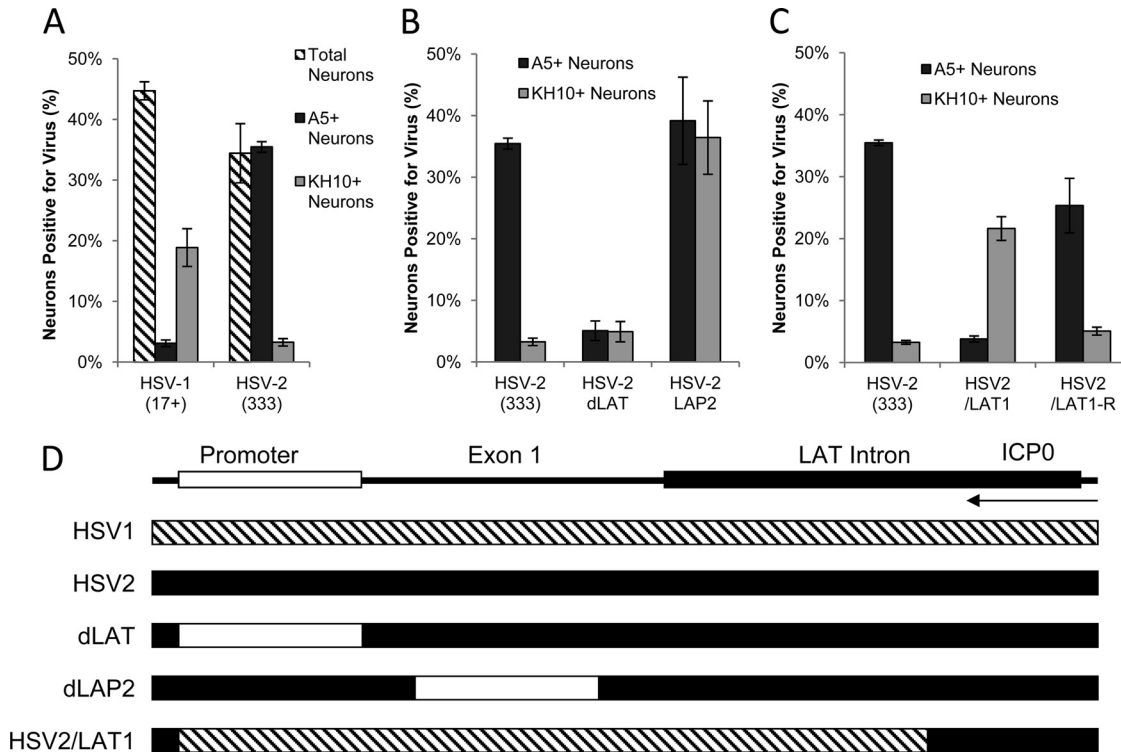 A
Neurons Positive for Virus (%)
50%
40%
30%
20%
10%
0%
HSV-1
(17+)
HSV-2
(333)
Total
Neurons
A5+
Neurons
KH10+
Neurons
B
Neurons Positive for Virus (%)
50%
40%
30%
20%
10%
0%
A5+ Neurons
KH10+ Neurons
HSV-2
(333)
HSV-2
dLAT
HSV-2
LAP2
C
Neurons Positive for Virus (%)
50%
40%
30%
20%
10%
0%
A5+ Neurons
KH10+ Neurons
HSV-2
(333)
HSV2
/LAT1
HSV2
/LAT1-R
D
Promoter
Exon 1
LAT Intron
ICP0
HSV1
HSV2
dLAT
dLAP2
HSV2/LAT1